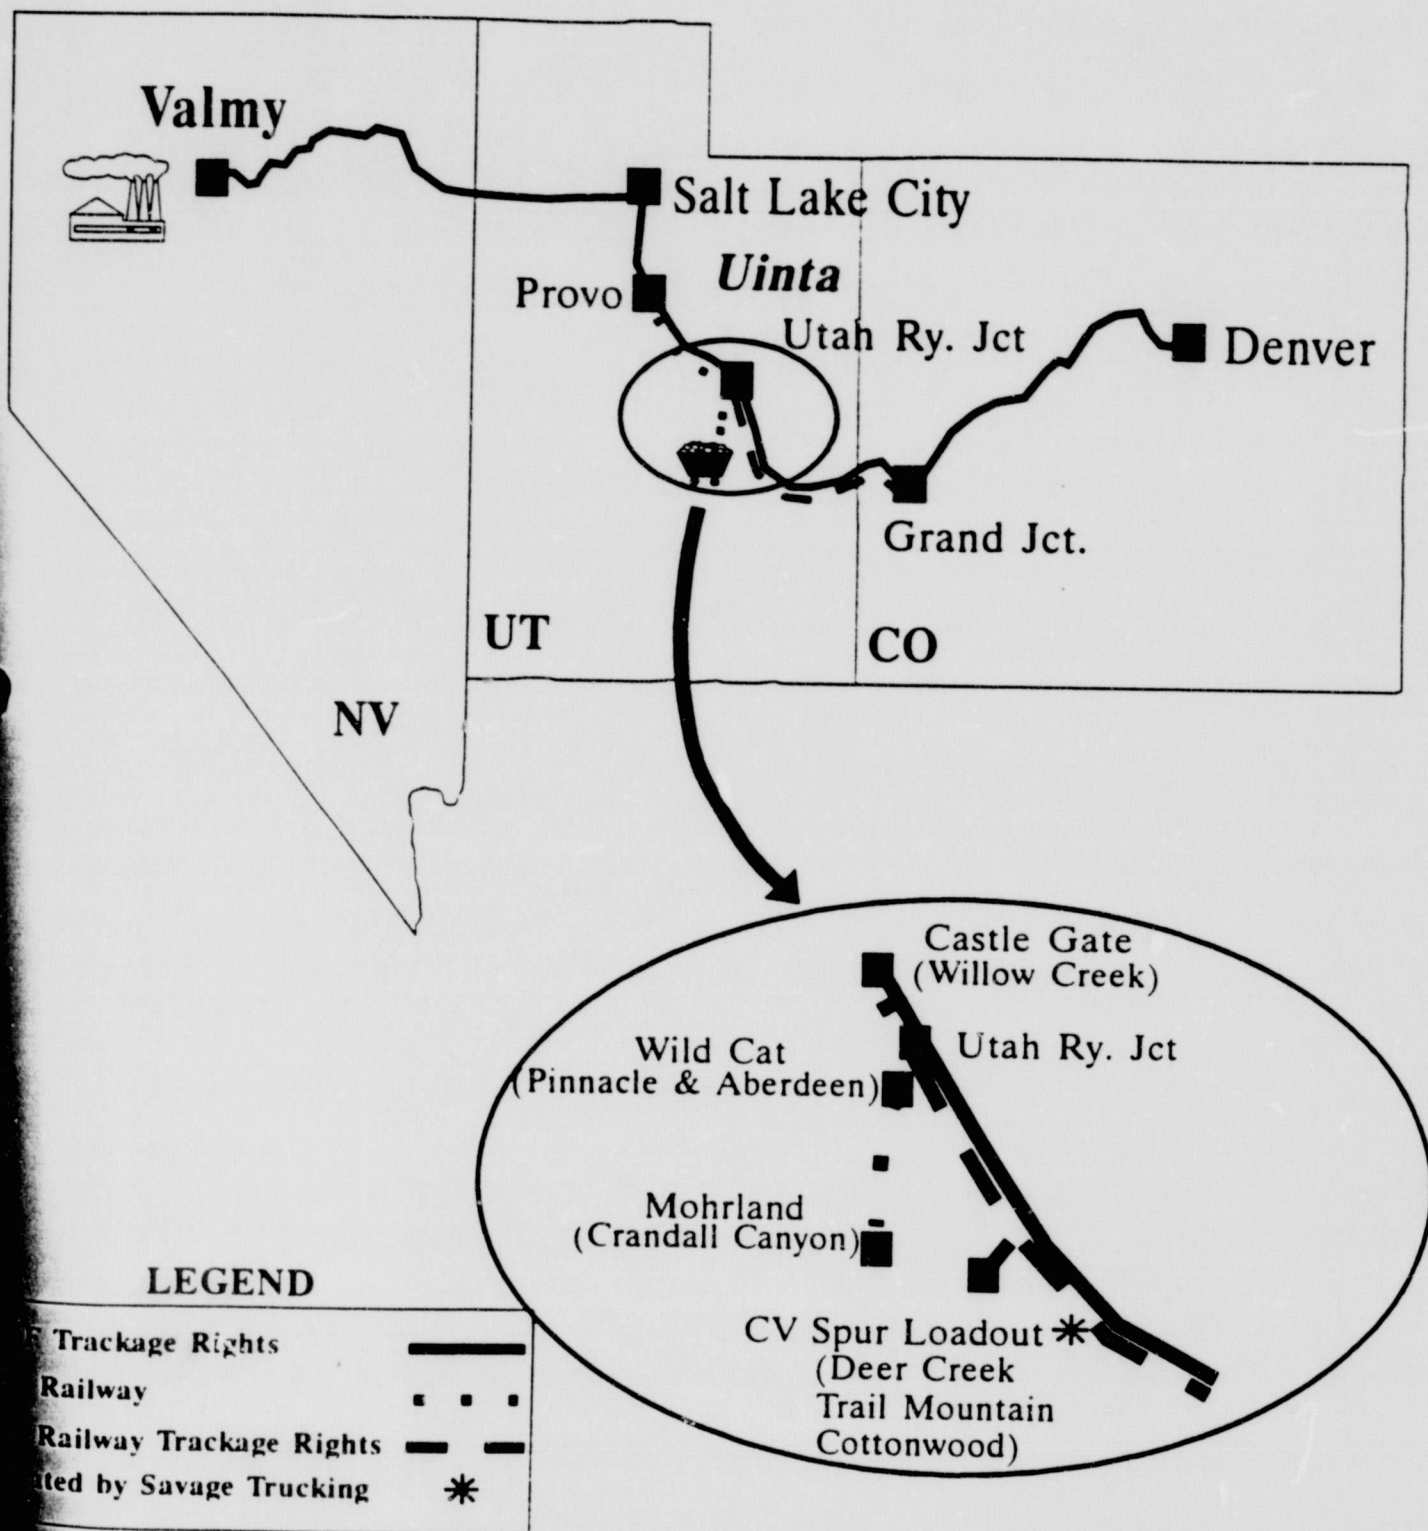 Valmy
Salt Lake City
Uinta
Provo
Utah Ry. Jct
Denver
Grand Jct.
UT
CO
NV
Castle Gate
(Willow Creek)
Utah Ry. Jct
Wild Cat
(Pinnacle & Aberdeen)
Mohrland
(Crandall Canyon)
CV Spur Loadout
(Deer Creek
Trail Mountain
Cottonwood)
LEGEND
Trackage Rights
Railway
Railway Trackage Rights
by Savage Trucking